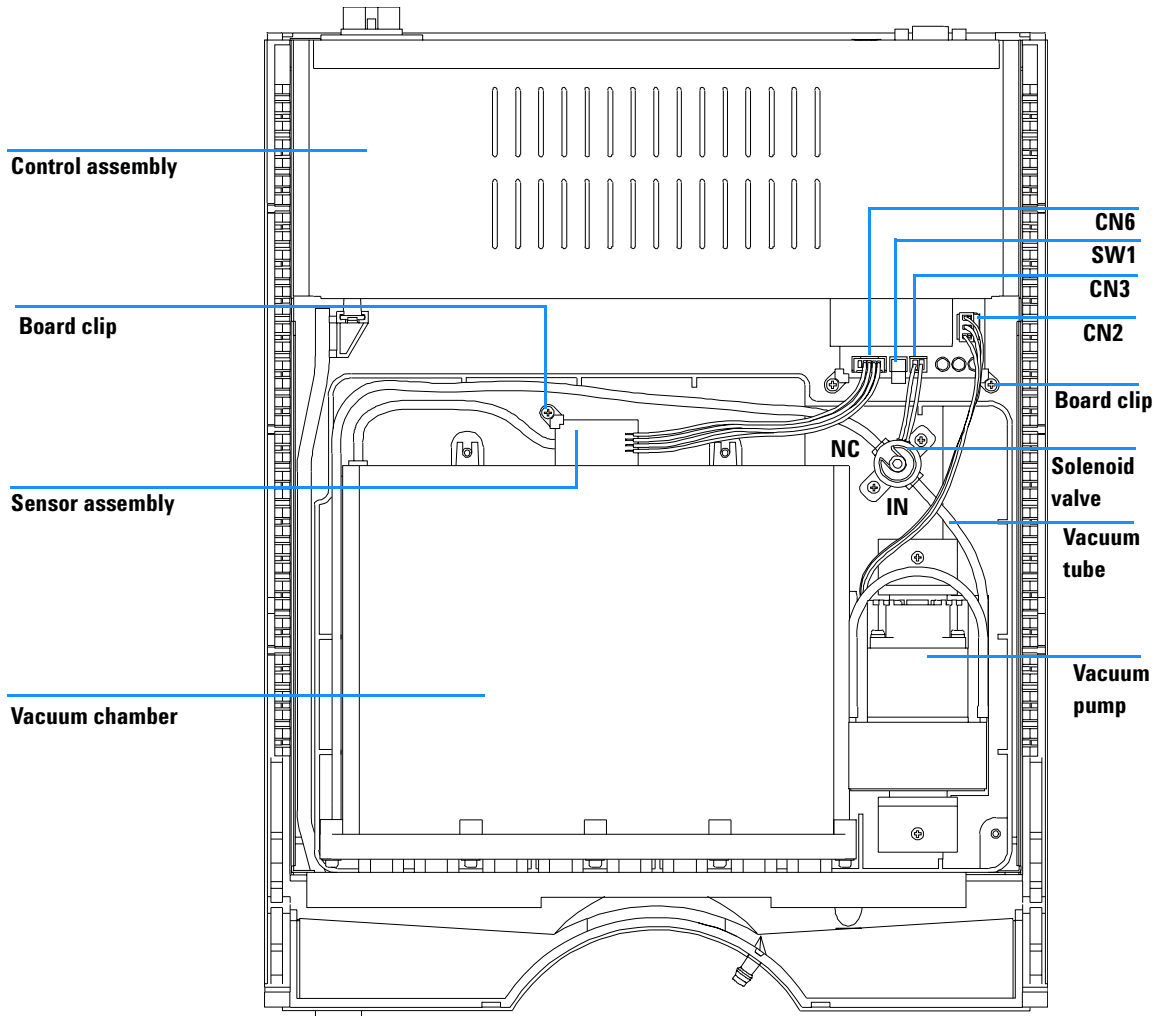 Control assembly
CN6
SW1
CN3
Board clip
CN2
Board clip
NC
Solenoid
valve
Sensor assembly
IN
Vacuum
tube
Vacuum
pump
Vacuum chamber